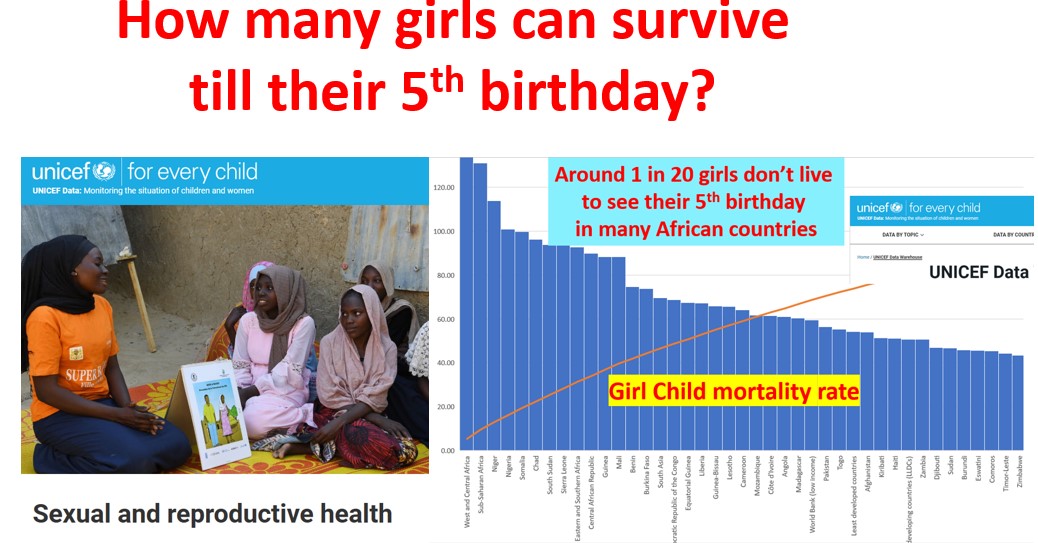 How many girls can survive
till their 5th birthday?
unicef for every child
UNICEF Data: Monitoring the situation of children and women
SUPER
Sexual and reproductive health
Around 1 in 20 girls don't live
to see their 5th birthday
in many African countries
unicef for every child
UNICEF Data: Monitoring the situation of children and women
DATA BY TOPIC
DATA BY COUNTR
Home / UNICEF Data Warehouse
UNICEF Data
Girl Child mortality rate
120.00
100.00
80.00
60.00
40.00
20.00
0.00
West and Central Africa
Sub-Saharan Africa
Niger
Nigeria
Somalia
Chad
South Sudan
Sierra Leone
Eastern and Southern Africa
Central African Republic
Guinea
Mali
Benin
Burkina Faso
South Asia
ocratic Republic of the Congo
Equatorial Guinea
Liberia
Guinea-Bissau
Lesotho
Cameroon
Mozambique
Côte d'Ivoire
Angola
Madagascar
World Bank (low income)
Pakistan
Togo
Least developed countries
Afghanistan
Kiribati
Haiti
developing countries (LLDCs)
Zambia
Djibouti
Sudan
Burundi
Eswatini
Comoros
Timor-Leste
Zimbabwe